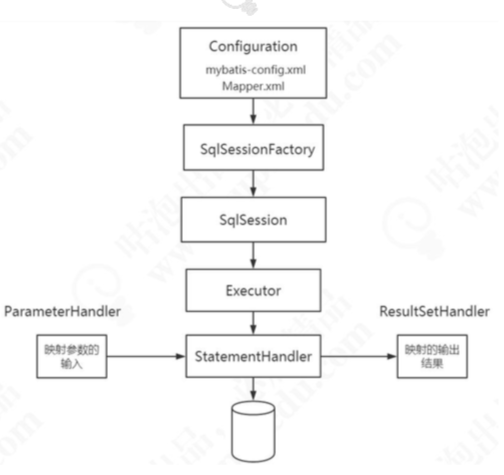 Configuration
mybatis-config.xml
Mapper.xml
SqlSessionFactory
SqlSession
Executor
ParameterHandler
ResultSetHandler
映射参数的
输入
StatementHandler
映射的输出
结果